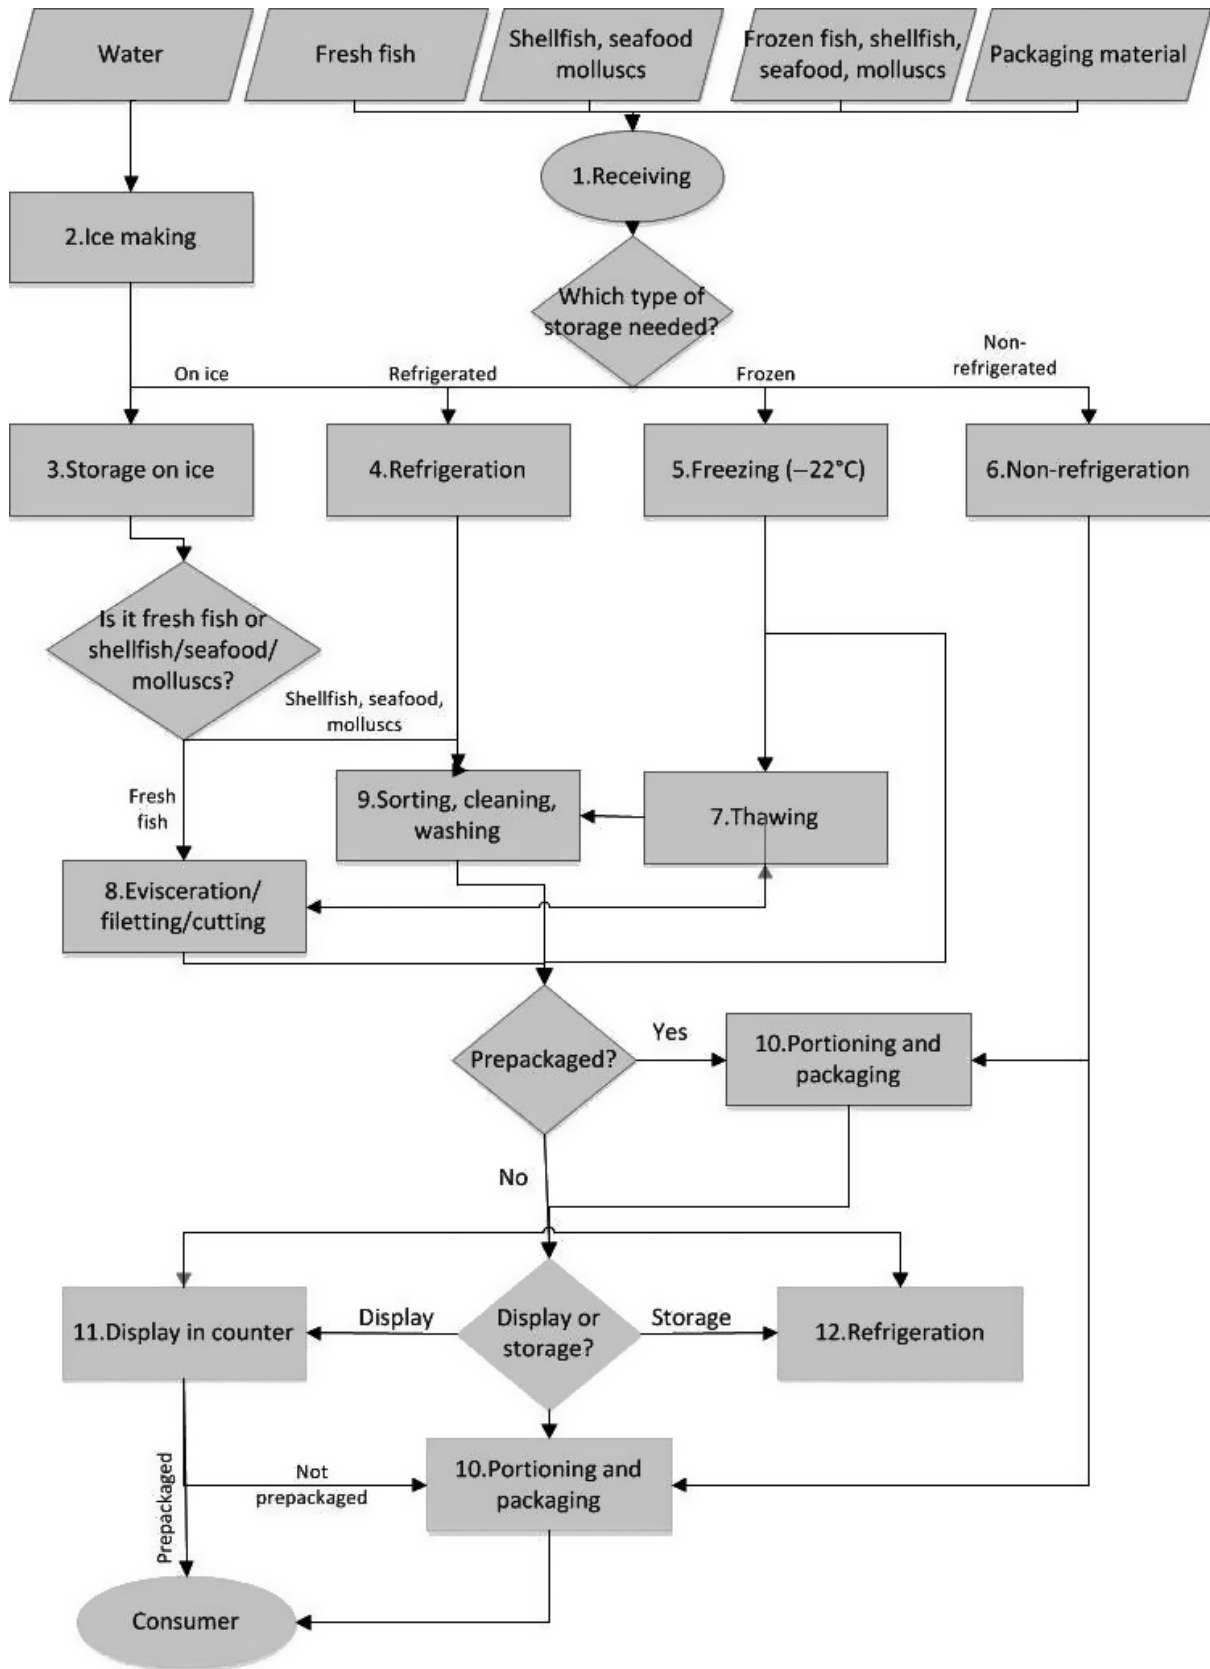 Water
Fresh fish
Shellfish, seafood
molluscs
Frozen fish, shellfish,
seafood, molluscs
Packaging material
1.Receiving
2.Ice making
Which type of
storage needed?
On ice
Refrigerated
Frozen
Non-
refrigerated
3.Storage on ice
4.Refrigeration
5.Freezing (−22°C)
6.Non-refrigeration
Is it fresh fish or
shellfish/seafood/
molluscs?
Shellfish, seafood,
molluscs
Fresh
fish
9.Sorting, cleaning,
washing
7.Thawing
8.Evisceration/
filetting/cutting
Prepackaged?
Yes
10.Portioning and
packaging
No
11.Display in counter
Display
Display or
storage?
Storage
12.Refrigeration
Prepackaged
Not
prepackaged
10.Portioning and
packaging
Consumer